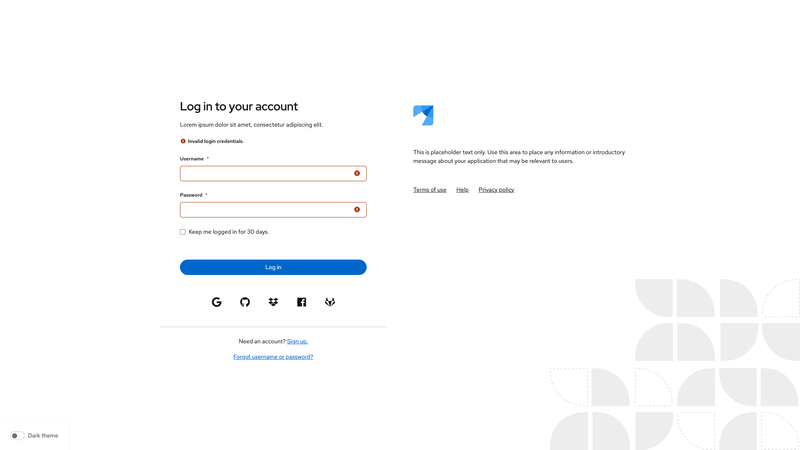 Log in to your account
Lorem ipsum dolor sit amet, consectetur adipiscing elit.
Invalid login credentials.
Username *
Password *
Keep me logged in for 30 days.
Log in
Need an account? Sign up.
Forgot username or password?
This is placeholder text only. Use this area to place any information or introductory
message about your application that may be relevant to users.
Terms of use
Help
Privacy policy
Dark theme